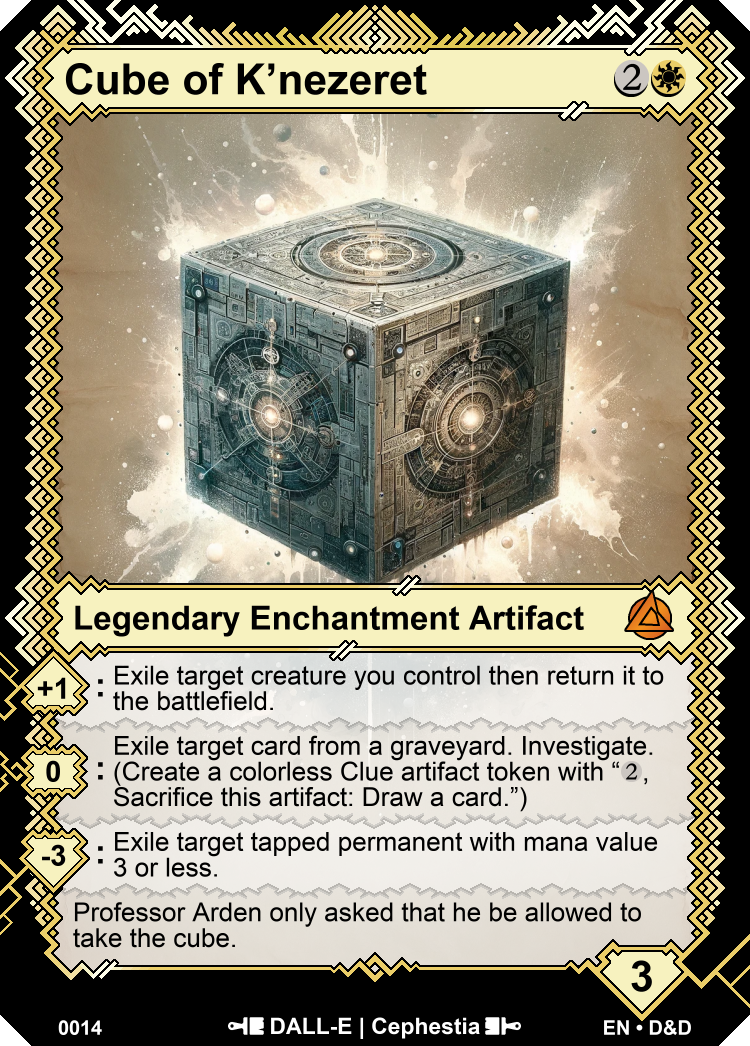 Cube of K’nezeret 2
Legendary Enchantment Artifact
+1 : Exile target creature you control then return it to
the battlefield.
Exile target card from a graveyard. Investigate.
0 : (Create a colorless Clue artifact token with “2,
Sacrifice this artifact: Draw a card.”)
-3 : Exile target tapped permanent with mana value
3 or less.
Professor Arden only asked that he be allowed to
take the cube.
3
0014 DALL-E | Cephestia EN • D&D